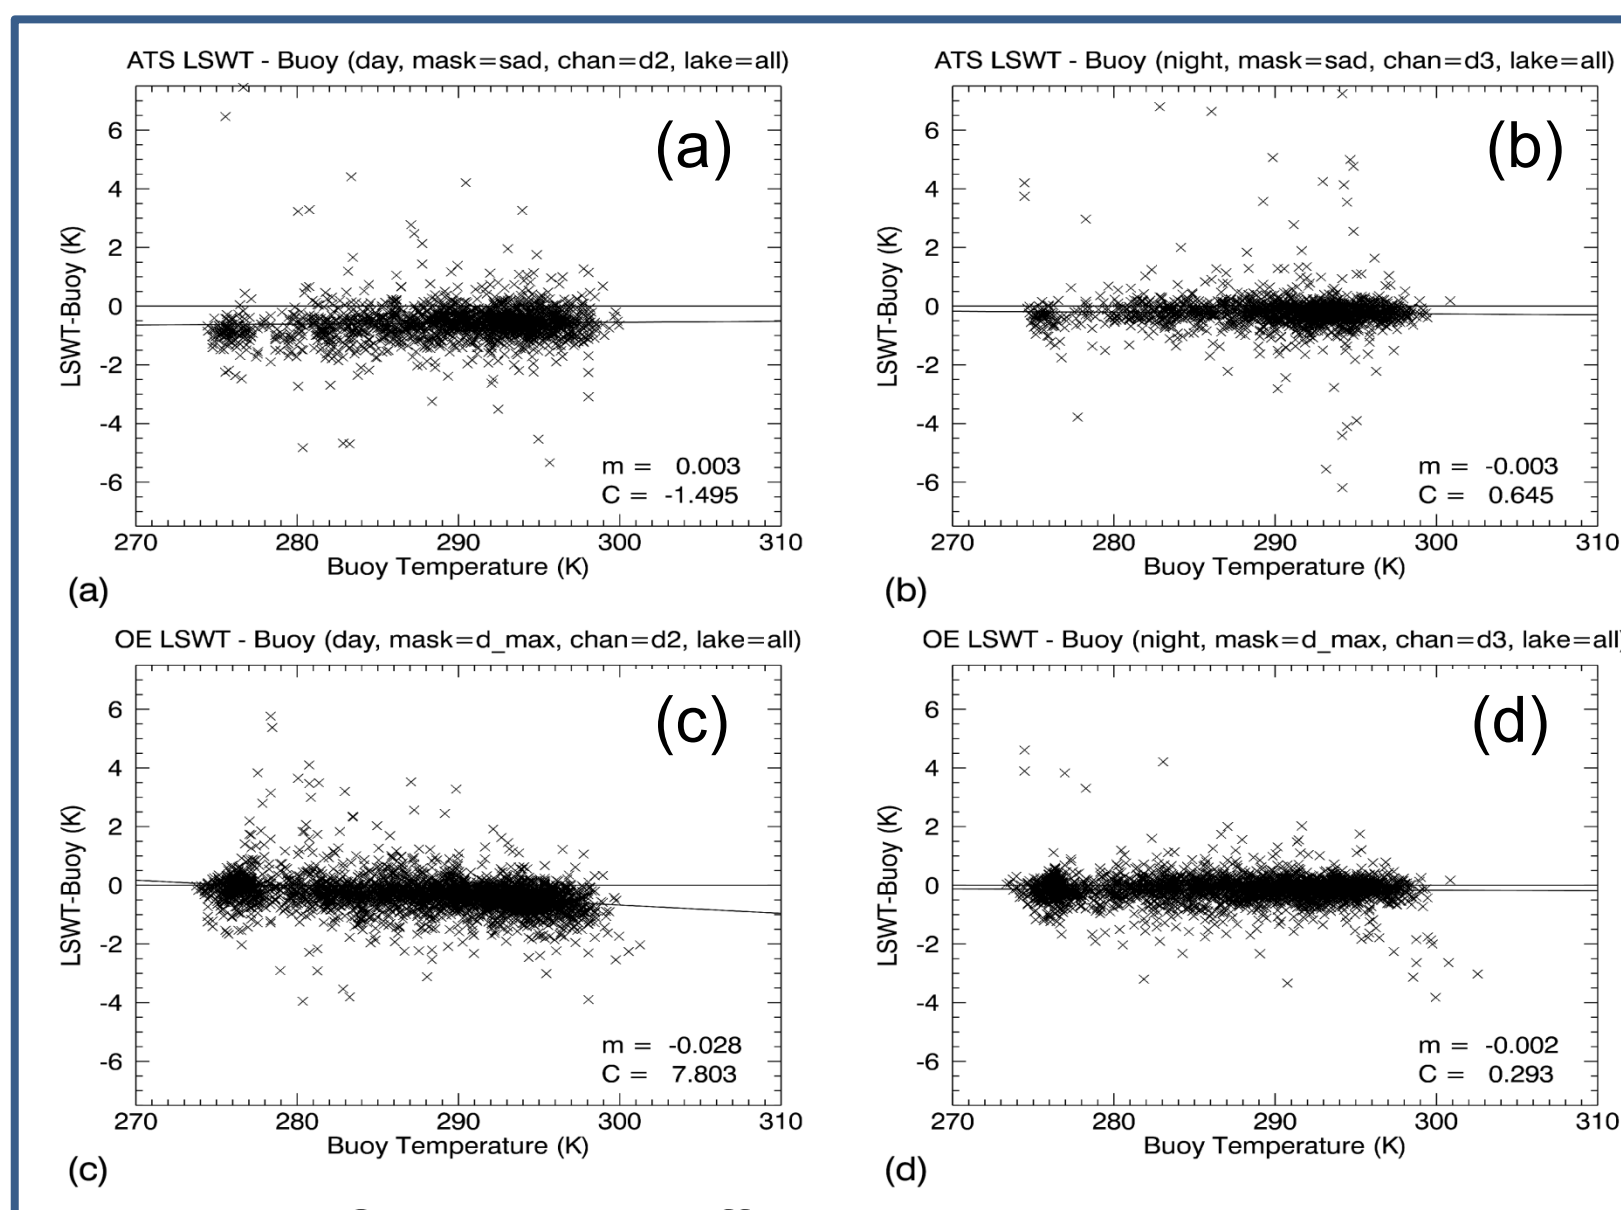 ATS LSWT - Buoy (day, mask=sad, chan=d2, lake=all)
(a)
6
4
2
0
-2
-4
-6
LSWT-Buoy (K)
m = 0.003
C = -1.495
270 280 290 300 310
Buoy Temperature (K)
(a)
ATS LSWT - Buoy (night, mask=sad, chan=d3, lake=all)
(b)
6
4
2
0
-2
-4
-6
LSWT-Buoy (K)
m = -0.003
C = 0.645
270 280 290 300 310
Buoy Temperature (K)
(b)
OE LSWT - Buoy (day, mask=d_max, chan=d2, lake=all)
(c)
6
4
2
0
-2
-4
-6
LSWT-Buoy (K)
m = -0.028
C = 7.803
270 280 290 300 310
Buoy Temperature (K)
(c)
OE LSWT - Buoy (night, mask=d_max, chan=d3, lake=all)
(d)
6
4
2
0
-2
-4
-6
LSWT-Buoy (K)
m = -0.002
C = 0.293
270 280 290 300 310
Buoy Temperature (K)
(d)